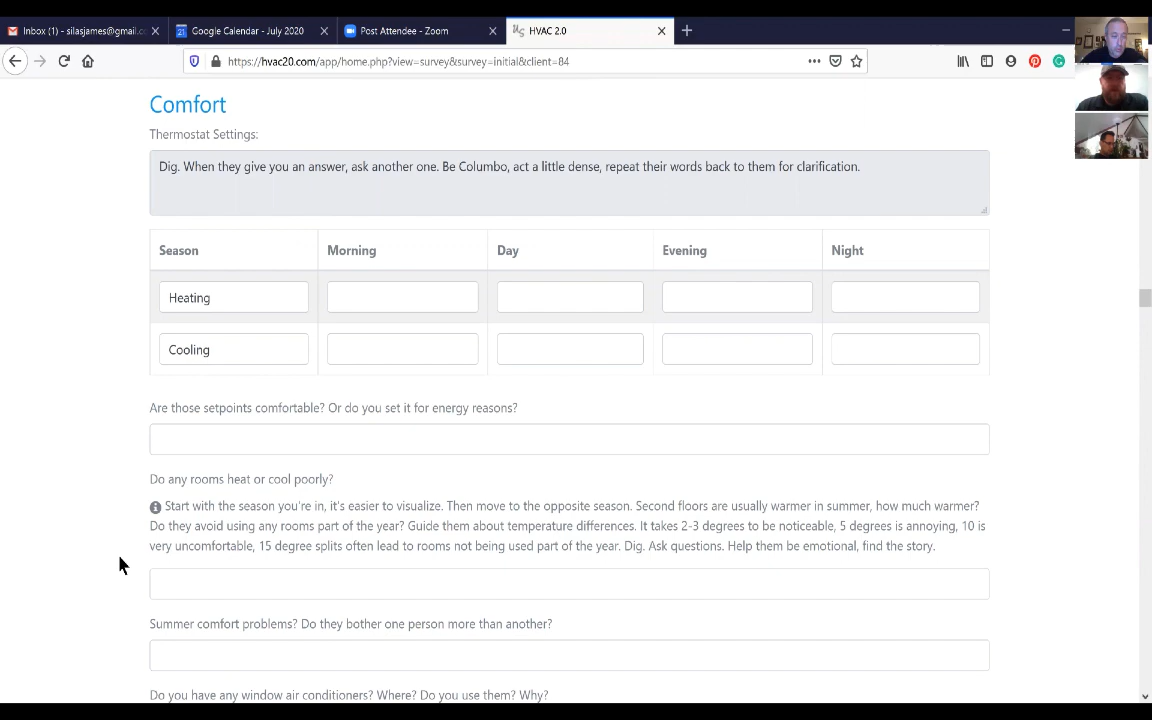 Inbox (1) - silasjames@gmail.c
Google Calendar - July 2020
Post Attendee - Zoom
HVAC 2.0
https://hvac20.com/app/home.php?view=survey&survey=initial&client=84
Comfort
Thermostat Settings:
Dig. When they give you an answer, ask another one. Be Columbo, act a little dense, repeat their words back to them for clarification.
Season Morning Day Evening Night
Heating
Cooling
Are those setpoints comfortable? Or do you set it for energy reasons?
Do any rooms heat or cool poorly?
Start with the season you're in, it's easier to visualize. Then move to the opposite season. Second floors are usually warmer in summer, how much warmer?
Do they avoid using any rooms part of the year? Guide them about temperature differences. It takes 2-3 degrees to be noticeable, 5 degrees is annoying, 10 is
very uncomfortable, 15 degree splits often lead to rooms not being used part of the year. Dig. Ask questions. Help them be emotional, find the story.
Summer comfort problems? Do they bother one person more than another?
Do you have any window air conditioners? Where? Do you use them? Why?